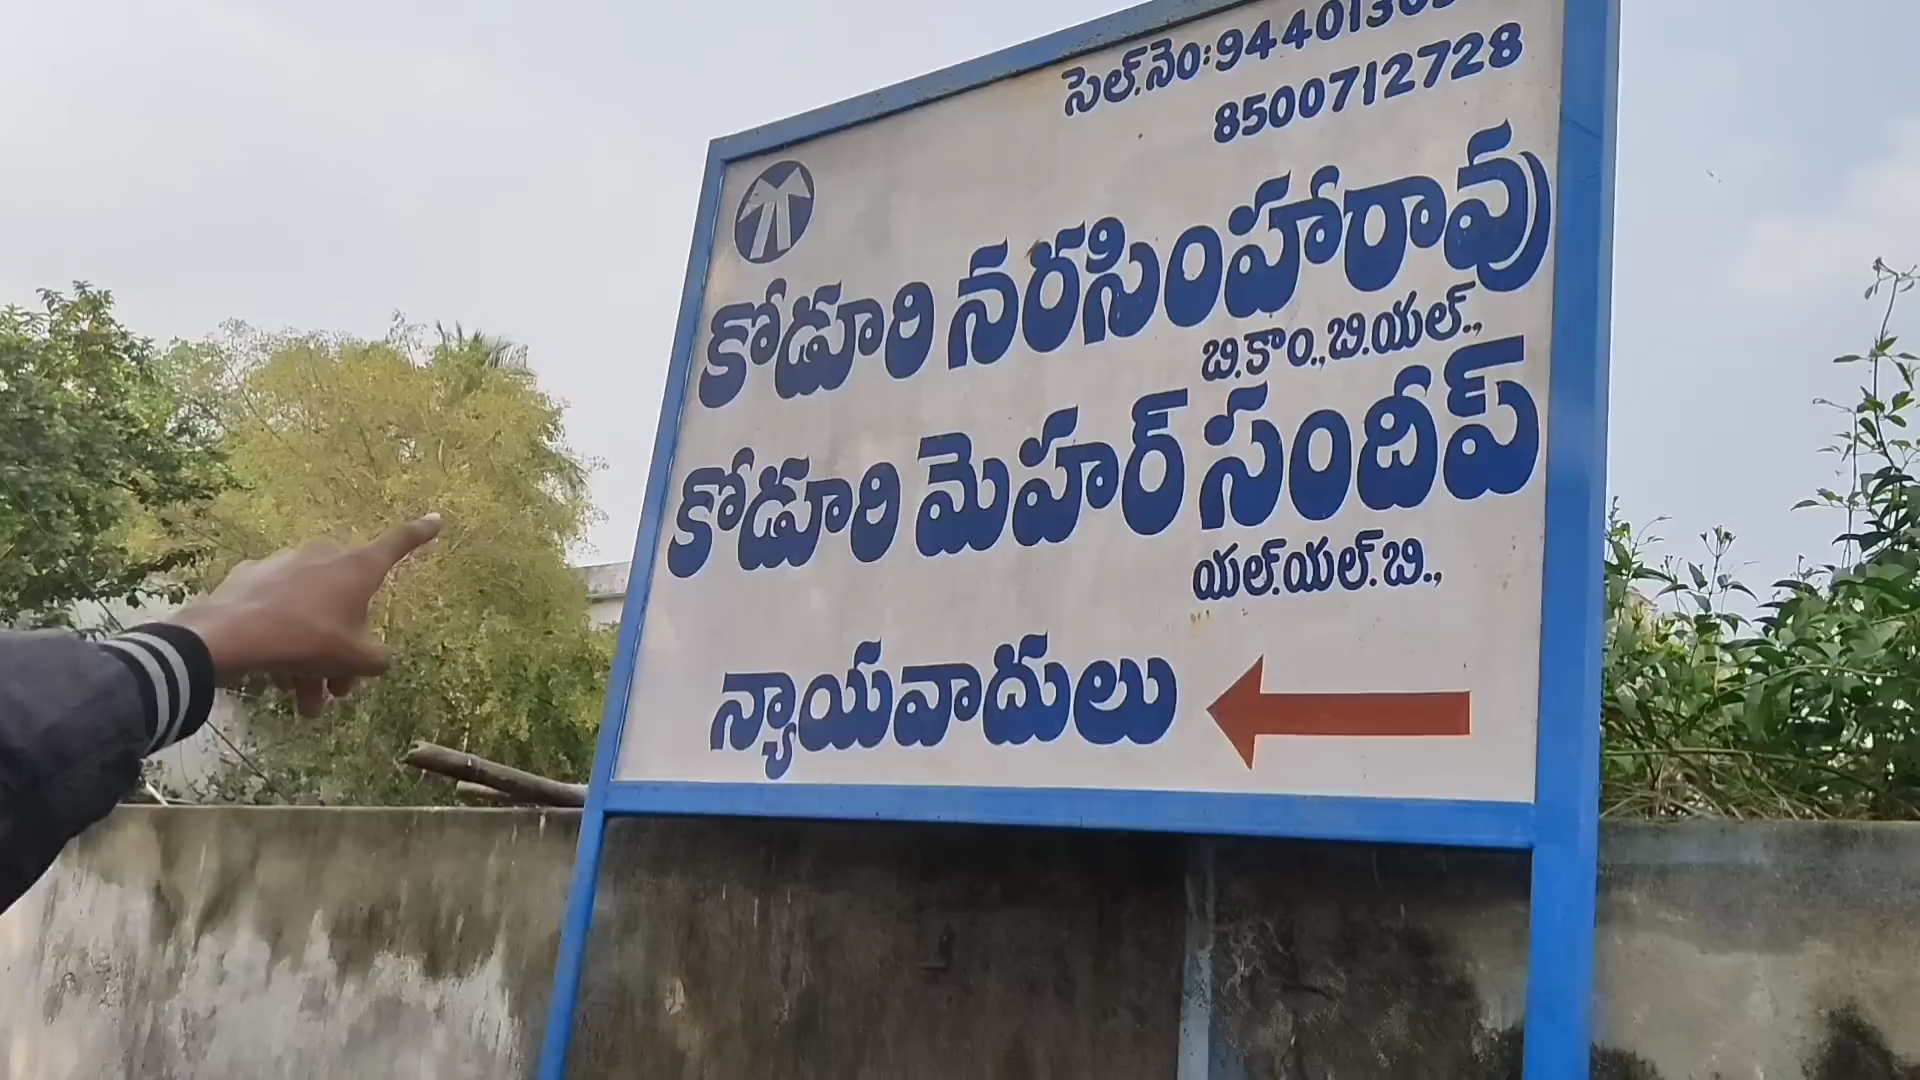 సెల్.నెం:
8500712728
కోడూరి నరసింహారావు
బి.కాం.,బి.యల్.,
కోడూరి మెహర్ సందీప్
యల్.యల్.బి.,
న్యాయవాదులు